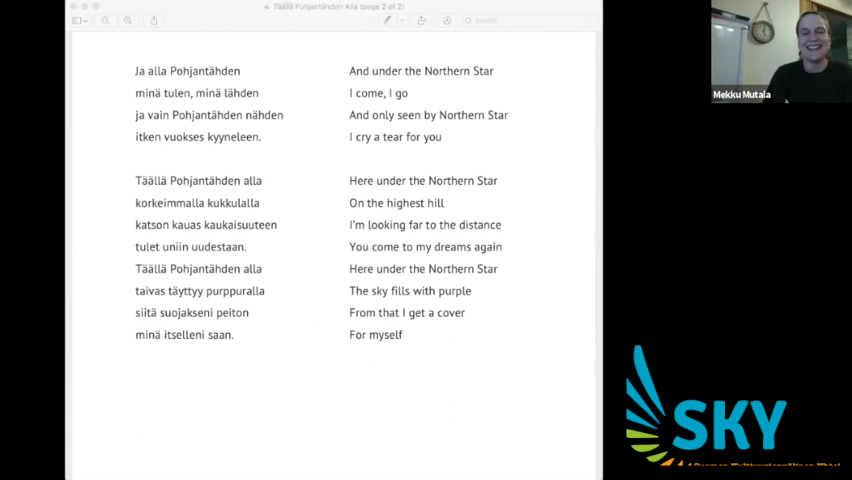 Täällä Pohjantähden Alla (page 2 of 2)
Search
Ja alla Pohjantähden
minä tulen, minä lähden
ja vain Pohjantähden nähden
itken vuokses kyyneleen.
Täällä Pohjantähden alla
korkeimmalla kukkulalla
katson kauas kaukaisuuteen
tulet uniin uudestaan.
Täällä Pohjantähden alla
taivas täyttyy purppuralla
siitä suojakseni peiton
minä itselleni saan.
And under the Northern Star
I come, I go
And only seen by Northern Star
I cry a tear for you
Here under the Northern Star
On the highest hill
I'm looking far to the distance
You come to my dreams again
Here under the Northern Star
The sky fills with purple
From that I get a cover
For myself
Mekku Mutala
SKY